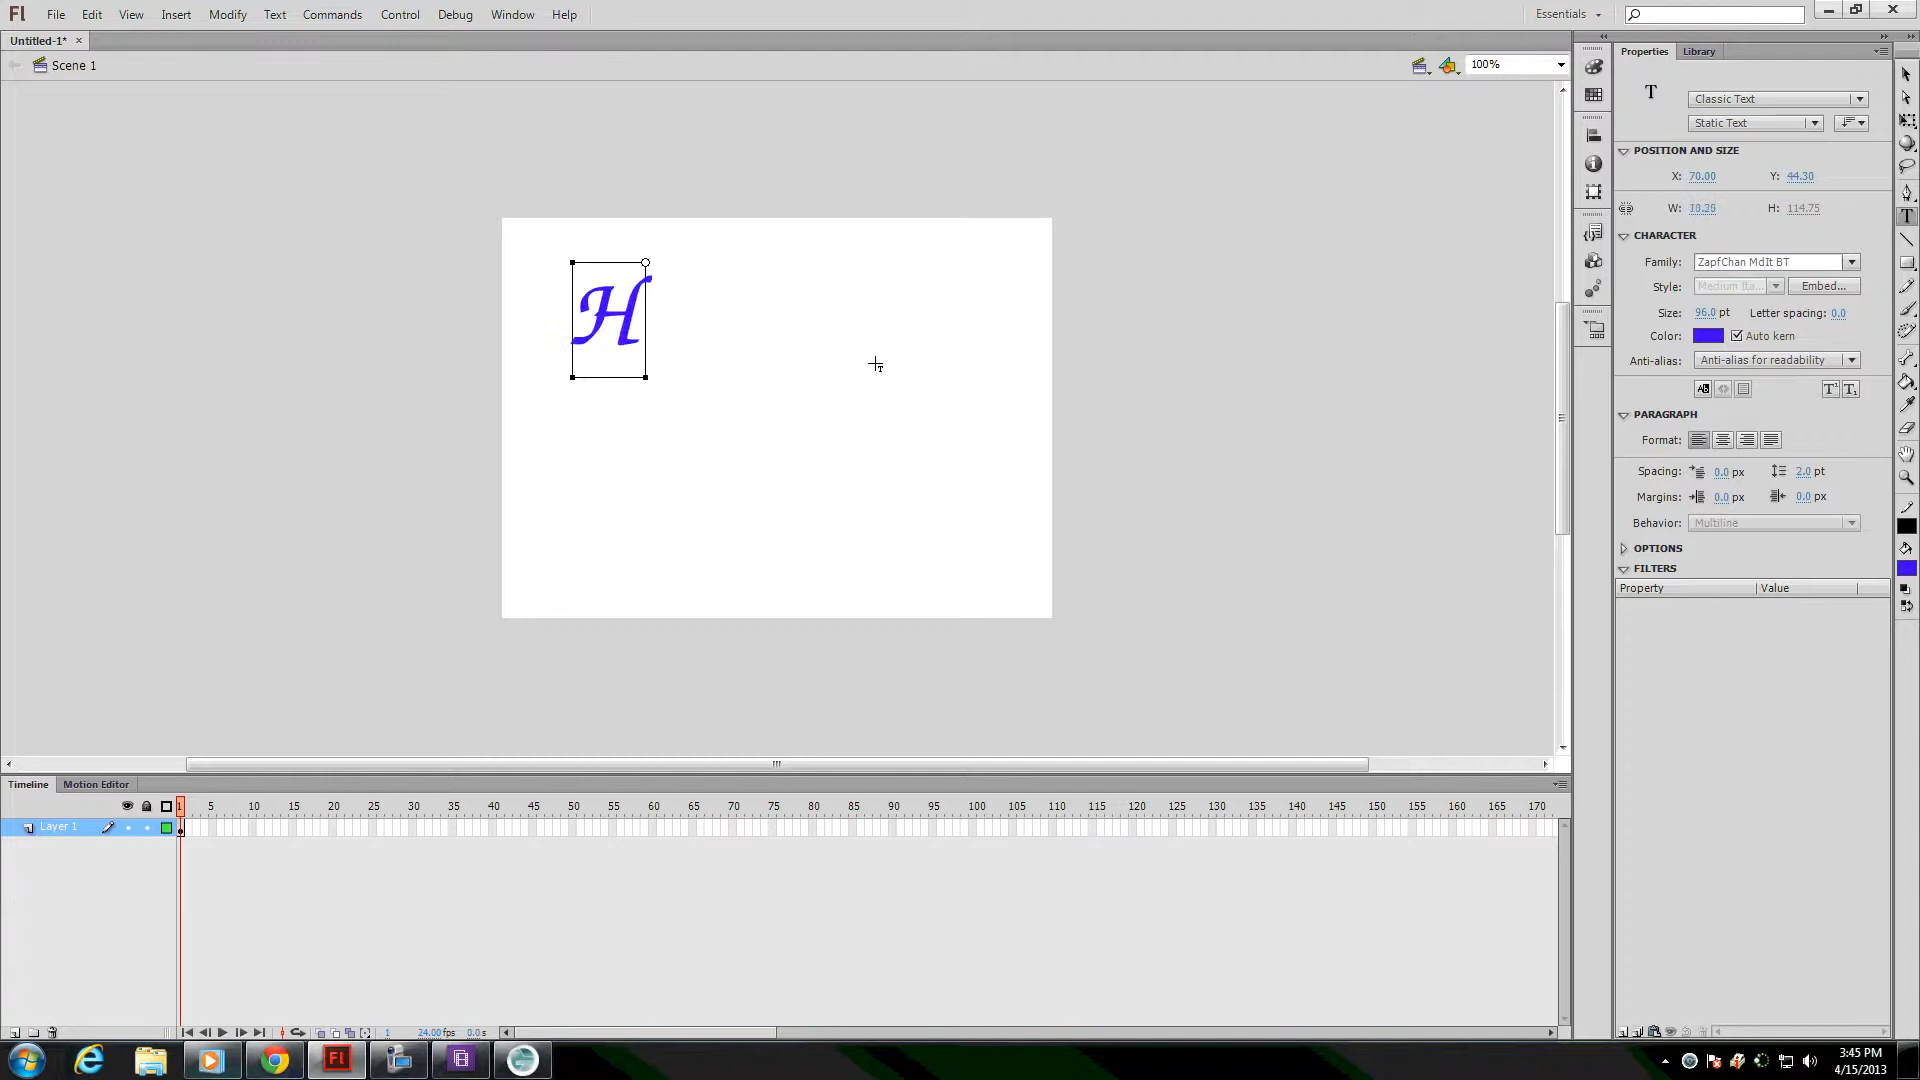 Fl File Edit View Insert Modify Text Commands Control Debug Window Help Essentials
Untitled-1* ×
Scene 1 100%
Properties Library
T Classic Text
Static Text
POSITION AND SIZE
X: 70.00 Y: 44.30
H: 114.75
W:
CHARACTER
Family: ZapfChan MdIt BT
Style: Medium Ita... Embed...
Size: 96.0 pt Letter spacing: 0.0
Color: Auto kern
Anti-alias: Anti-alias for readability
PARAGRAPH
Format:
Spacing: 0.0 px 2.0 pt
Margins: 0.0 px 0.0 px
Behavior: Multiline
OPTIONS
FILTERS
Property Value
H
Timeline Motion Editor
1 5 10 15 20 25 30 35 40 45 50 55 60 65 70 75 80 85 90 95 100 105 110 115 120 125 130 135 140 145 150 155 160 165 170
Layer 1
1 24.00 fps 0.0 s
Fl
3:45 PM
4/15/2013